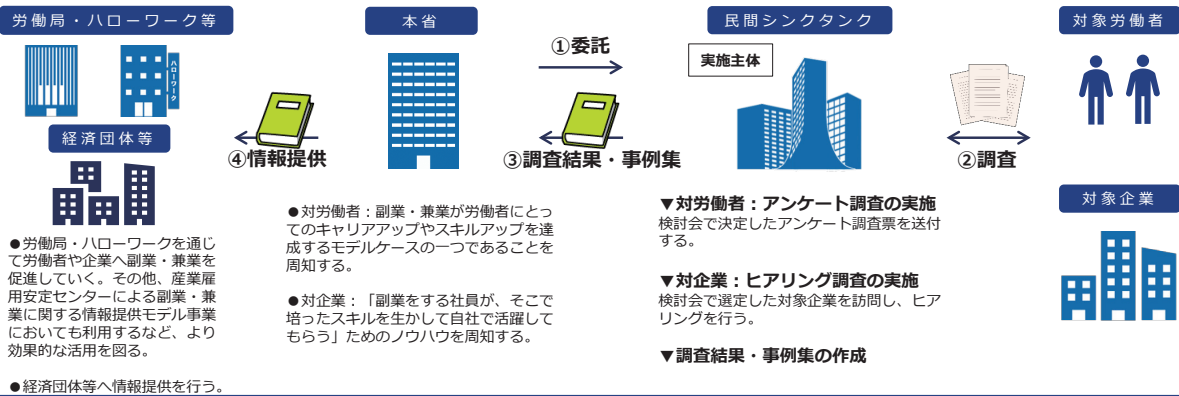 労働局・ハローワーク等
ハローワーク
経済団体等
●労働局・ハローワークを通じ
て労働者や企業へ副業・兼業を
促進していく。その他、産業雇
用安定センターによる副業・兼
業に関する情報提供モデル事業
においても利用するなど、より
効果的な活用を図る。
●経済団体等へ情報提供を行う。
④情報提供
本省
●対労働者：副業・兼業が労働者にとっ
てのキャリアアップやスキルアップを達
成するモデルケースの一つであることを
周知する。
●対企業：「副業をする社員が、そこで
培ったスキルを生かして自社で活躍して
もらう」ためのノウハウを周知する。
①委託
③調査結果・事例集
民間シンクタンク
実施主体
▼対労働者：アンケート調査の実施
検討会で決定したアンケート調査票を送付
する。
▼対企業：ヒアリング調査の実施
検討会で選定した対象企業を訪問し、ヒア
リングを行う。
▼調査結果・事例集の作成
②調査
対象労働者
対象企業